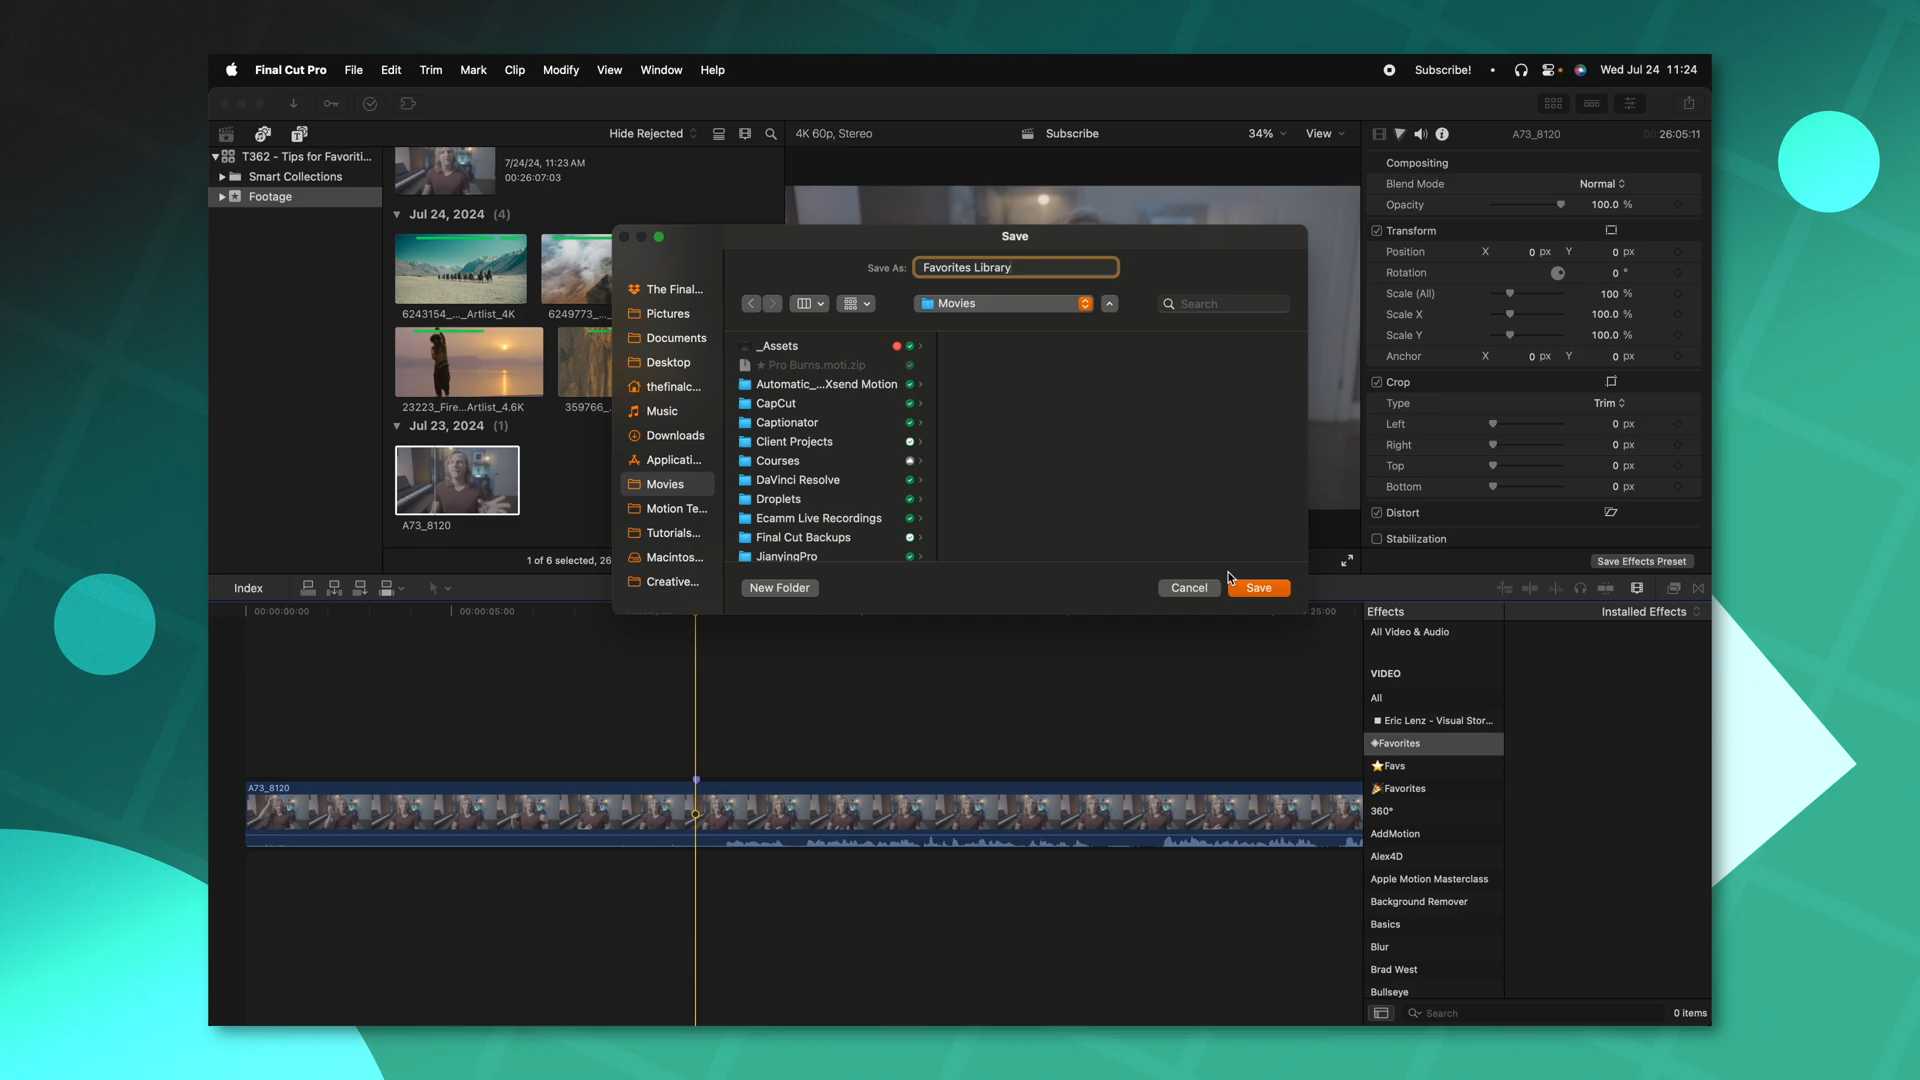 Final Cut Pro File Edit Trim Mark Clip Modify View Window Help
Subscribe! Wed Jul 24 11:24
Hide Rejected
4K 60p, Stereo
Subscribe
34% View
A73_8120
00:26:05:11
T362 - Tips for Favoriti...
Smart Collections
Footage
7/24/24, 11:23 AM
00:26:07:03
Jul 24, 2024 (4)
6243154_..._Artlist_4K
6249773_...
23223_Fire...Artlist_4.6K
359766_.
Jul 23, 2024 (1)
A73_8120
1 of 6 selected, 26
Save
Save As: Favorites Library
Movies
Search
The Final...
Pictures
Documents
Desktop
thefinalc...
Music
Downloads
Applicati...
Movies
Motion Te...
Tutorials...
Macintos...
Creative...
_Assets
★ Pro Burns.moti.zip
Automatic_...Xsend Motion
CapCut
Captionator
Client Projects
Courses
DaVinci Resolve
Droplets
Ecamm Live Recordings
Final Cut Backups
JianyingPro
New Folder
Cancel
Save
Compositing
Blend Mode Normal
Opacity 100.0 %
Transform
Position X 0 px Y 0 px
Rotation 0 °
Scale (All) 100 %
Scale X 100.0 %
Scale Y 100.0 %
Anchor X 0 px Y 0 px
Crop
Type Trim
Left 0 px
Right 0 px
Top 0 px
Bottom 0 px
Distort
Stabilization
Save Effects Preset
Index
00:00:00:00
00:00:05:00
:25:00
A73_8120
Effects
Installed Effects
All Video & Audio
VIDEO
All
Eric Lenz - Visual Stor...
Favorites
Favs
Favorites
360°
AddMotion
Alex4D
Apple Motion Masterclass
Background Remover
Basics
Blur
Brad West
Bullseye
Search
0 items